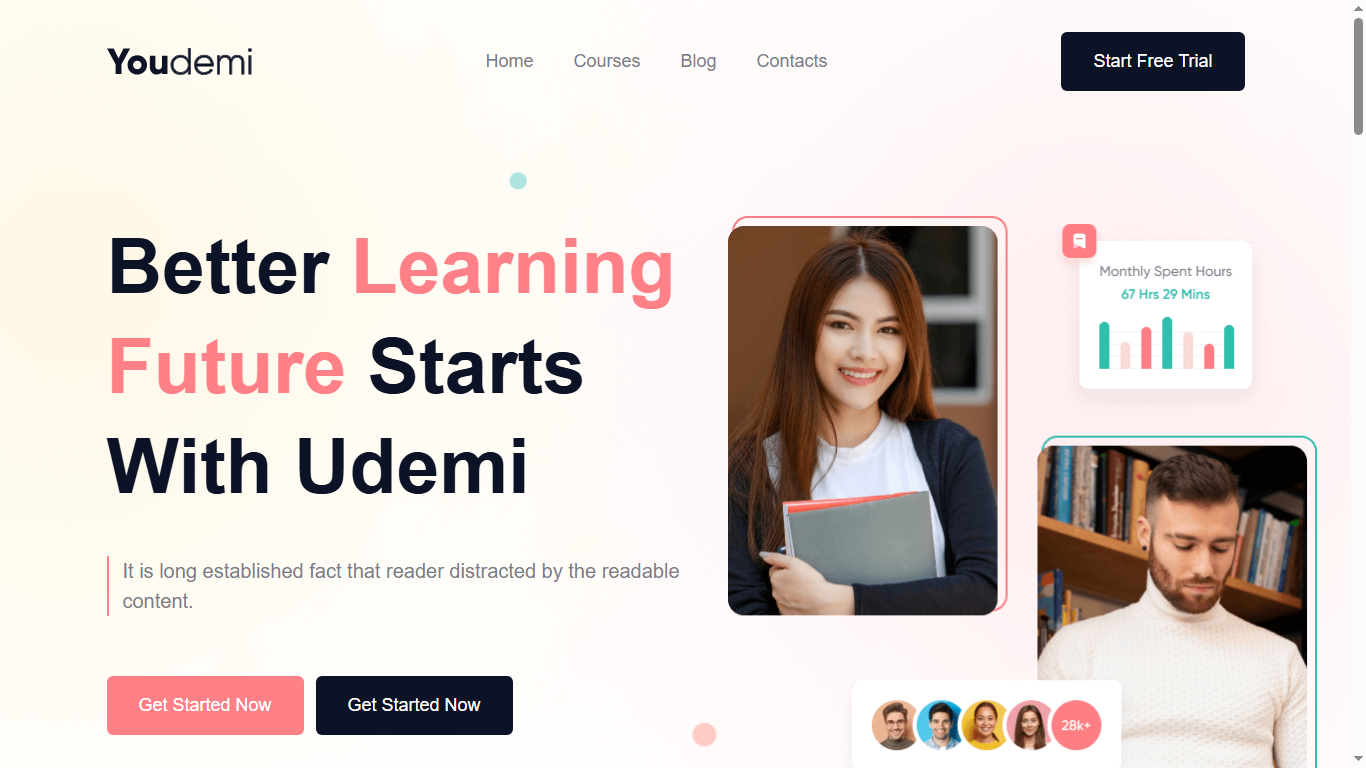 Youdemi
Home Courses Blog Contacts
Start Free Trial
Better Learning
Future Starts
With Udemi
It is long established fact that reader distracted by the readable
content.
Get Started Now Get Started Now
Monthly Spent Hours
67 Hrs 29 Mins
28k+